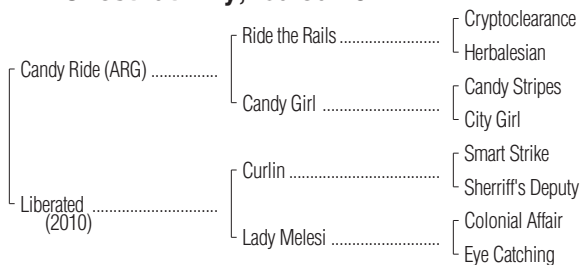 Cryptoclearance
Ride the Rails
Herbalesian
Candy Ride (ARG)
Candy Stripes
Candy Girl
City Girl
Smart Strike
Curlin
Sherriff's Deputy
Liberated
(2010)
Colonial Affair
Lady Melesi
Eye Catching